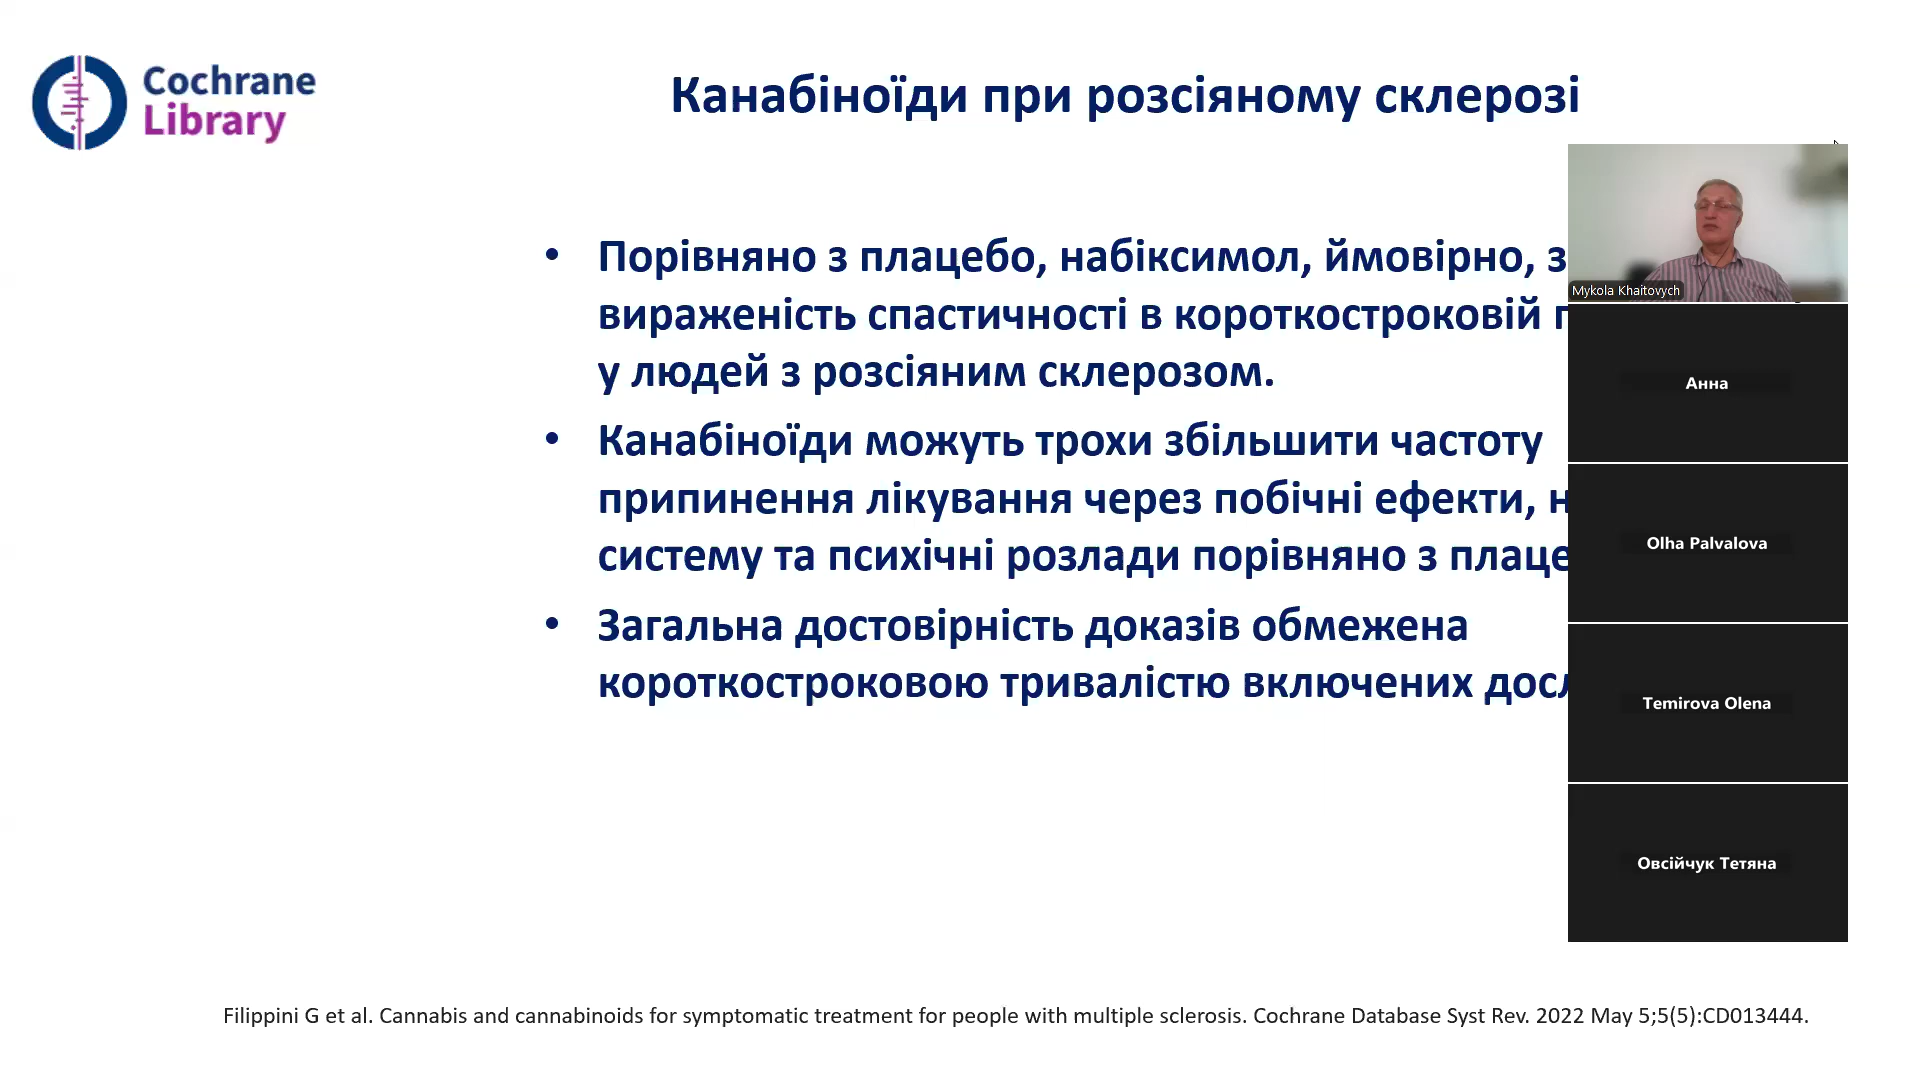 Cochrane
Library
Канабіноїди при розсіяному склерозі
• Порівняно з плацебо, набіксимол, ймовірно,
вираженість спастичності в короткостроковій
у людей з розсіяним склерозом.
• Канабіноїди можуть трохи збільшити частоту
припинення лікування через побічні ефекти,
систему та психічні розлади порівняно з
• Загальна достовірність доказів обмежена
короткостроковою тривалістю включених
Mykola Khaitovych
Анна
Olha Palvalova
Temirova Olena
Овсійчук Тетяна
Filippini G et al. Cannabis and cannabinoids for symptomatic treatment for people with multiple sclerosis. Cochrane Database Syst Rev. 2022 May 5;5(5):CD013444.